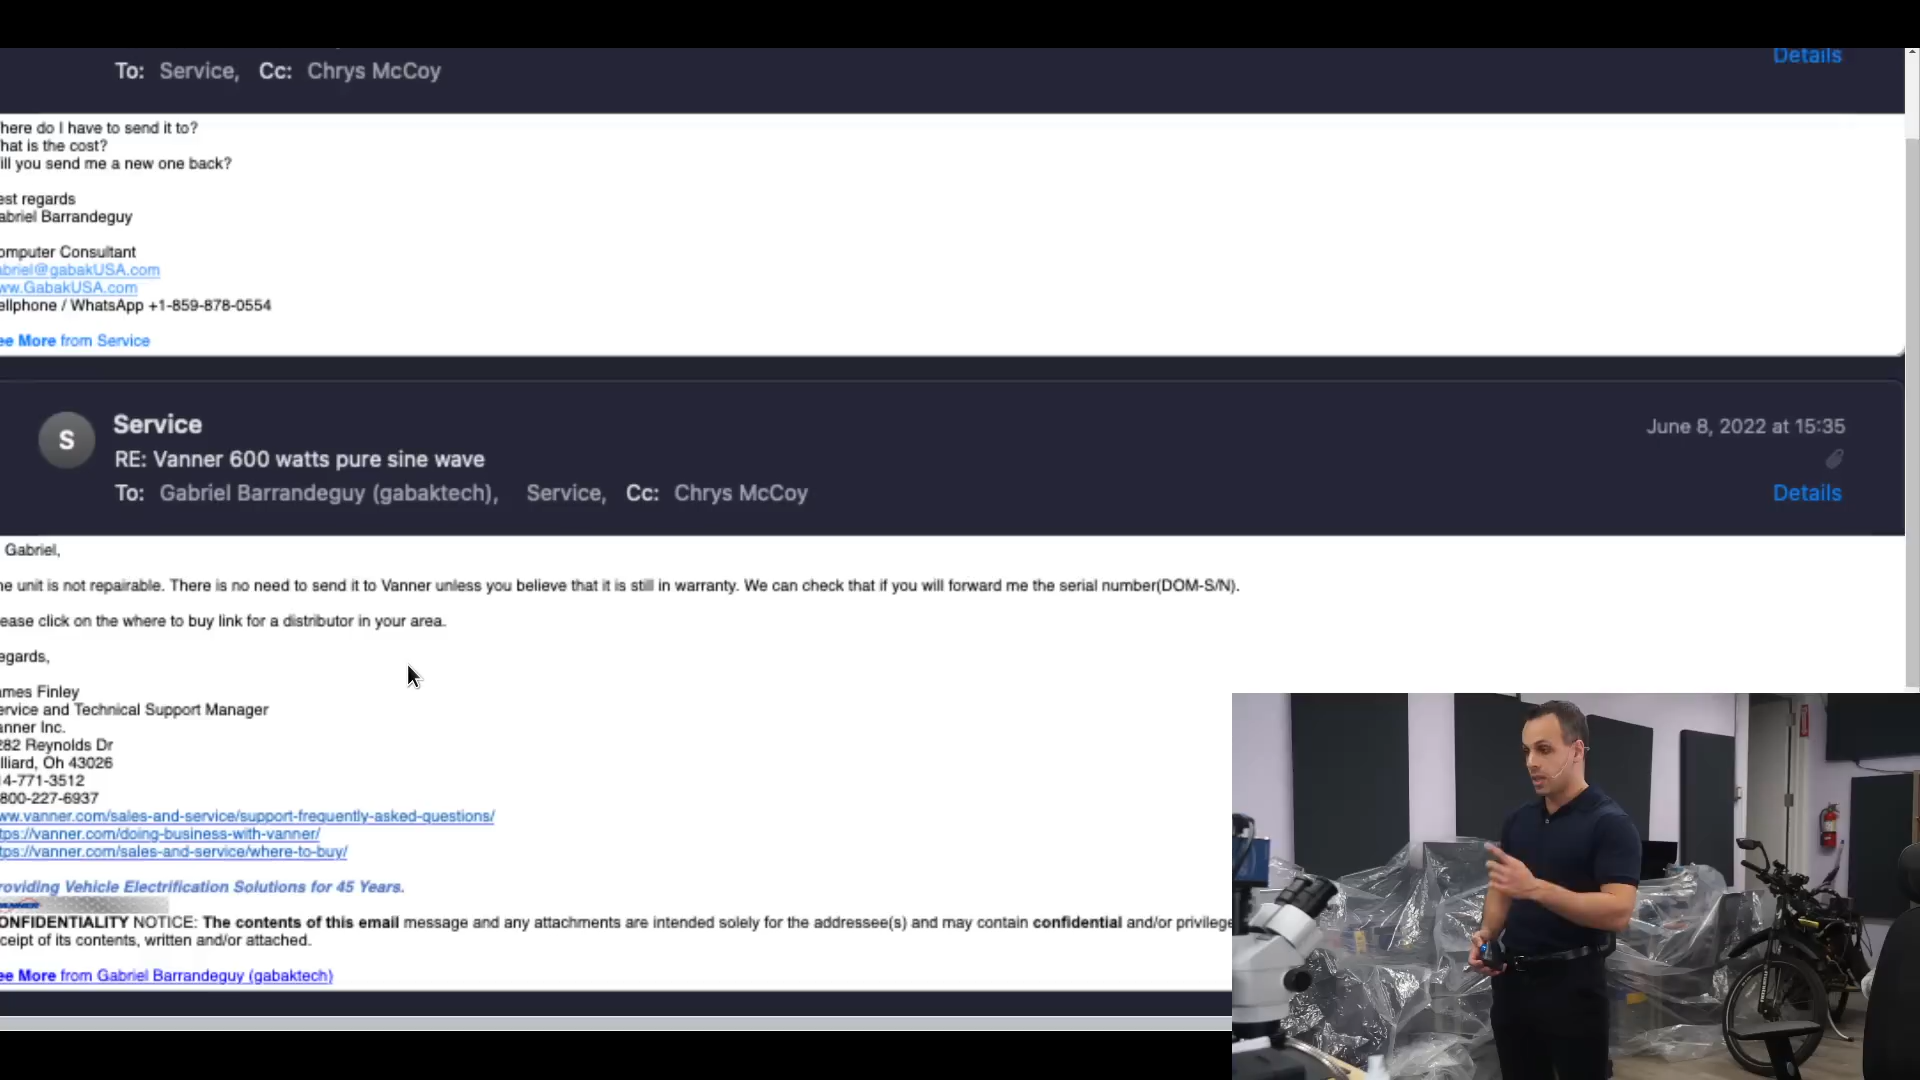 Details
To: Service, Cc: Chrys McCoy
here do I have to send it to?
hat is the cost?
ill you send me a new one back?
est regards
abriel Barrandeguy
omputer Consultant
abriel@gabakUSA.com
ww.GabakUSA.com
ellphone / WhatsApp +1-859-878-0554
ee More from Service
S
Service
June 8, 2022 at 15:35
RE: Vanner 600 watts pure sine wave
To: Gabriel Barrandeguy (gabaktech), Service, Cc: Chrys McCoy
Details
Gabriel,
ne unit is not repairable. There is no need to send it to Vanner unless you believe that it is still in warranty. We can check that if you will forward me the serial number(DOM-S/N).
ease click on the where to buy link for a distributor in your area.
egards,
ames Finley
ervice and Technical Support Manager
anner Inc.
282 Reynolds Dr
lliard, Oh 43026
14-771-3512
800-227-6937
ww.vanner.com/sales-and-service/support-frequently-asked-questions/
tps://vanner.com/doing-business-with-vanner/
tps://vanner.com/sales-and-service/where-to-buy/
roviding Vehicle Electrification Solutions for 45 Years.
ONFIDENTIALITY NOTICE: The contents of this email message and any attachments are intended solely for the addressee(s) and may contain confidential and/or privilege
ceipt of its contents, written and/or attached.
ee More from Gabriel Barrandeguy (gabaktech)